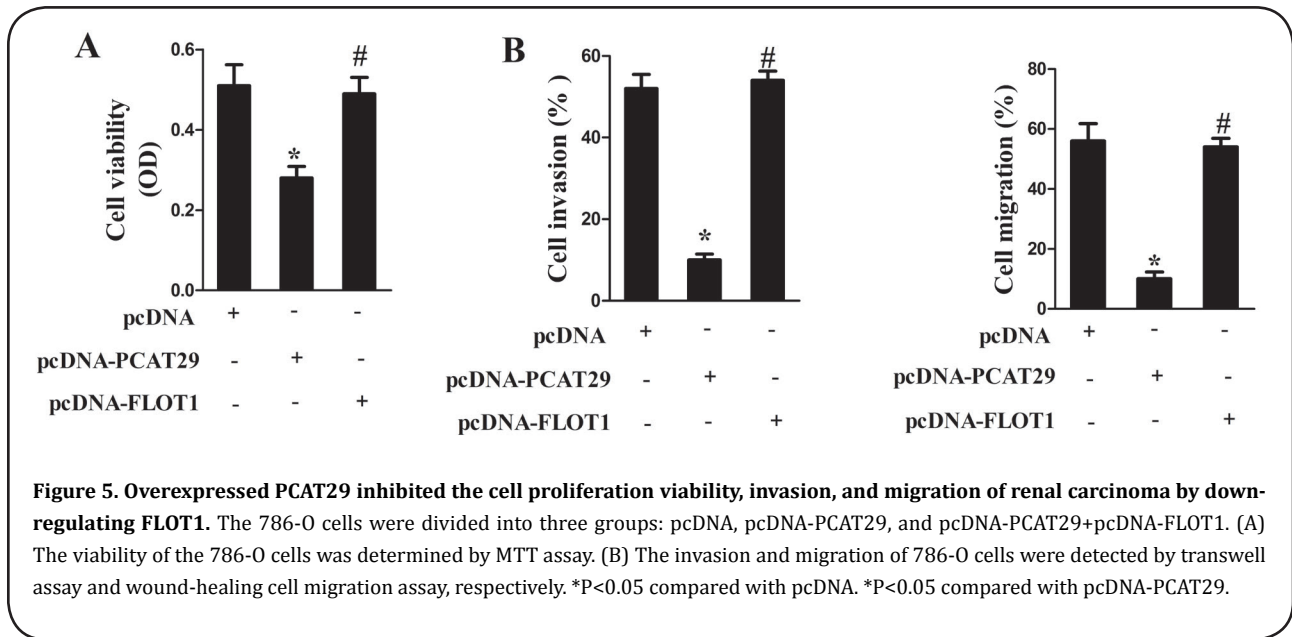 A
B
0.6
0.4
0.2
0.0
Cell viability
(OD)
*
#
pcDNA + - -
pcDNA-PCAT29 - + -
pcDNA-FLOT1 - - +
60
40
20
0
Cell invasion (% )
*
#
pcDNA + - -
pcDNA-PCAT29 - + -
pcDNA-FLOT1 - - +
80
60
40
20
0
Cell migration (%)
*
#
pcDNA + - -
pcDNA-PCAT29 - + -
pcDNA-FLOT1 - - +
Figure 5. Overexpressed PCAT29 inhibited the cell proliferation viability, invasion, and migration of renal carcinoma by down-
regulating FLOT1. The 786-O cells were divided into three groups: pcDNA, pcDNA-PCAT29, and pcDNA-PCAT29+pcDNA-FLOT1. (A)
The viability of the 786-O cells was determined by MTT assay. (B) The invasion and migration of 786-O cells were detected by transwell
assay and wound-healing cell migration assay, respectively. *P<0.05 compared with pcDNA. *P<0.05 compared with pcDNA-PCAT29.